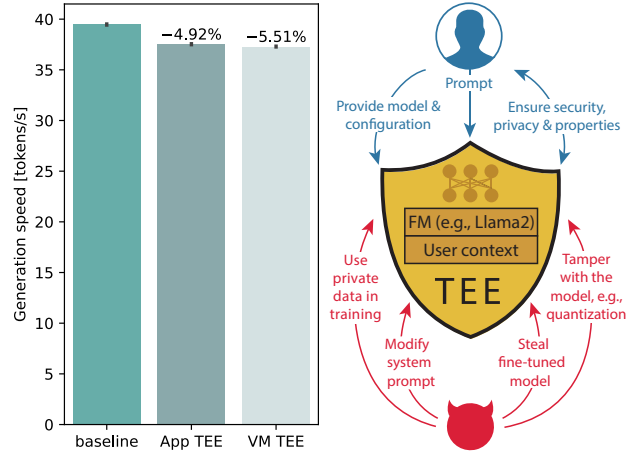 Generation speed [tokens/s]
40
35
30
25
20
15
10
5
0
−4.92%
−5.51%
baseline
App TEE
VM TEE
Prompt
Provide model &
configuration
Ensure security,
privacy & properties
FM (e.g., Llama2)
User context
TEE
Use
private
data in
training
Modify
system
prompt
Steal
fine-tuned
model
Tamper
with the
model, e.g.,
quantization